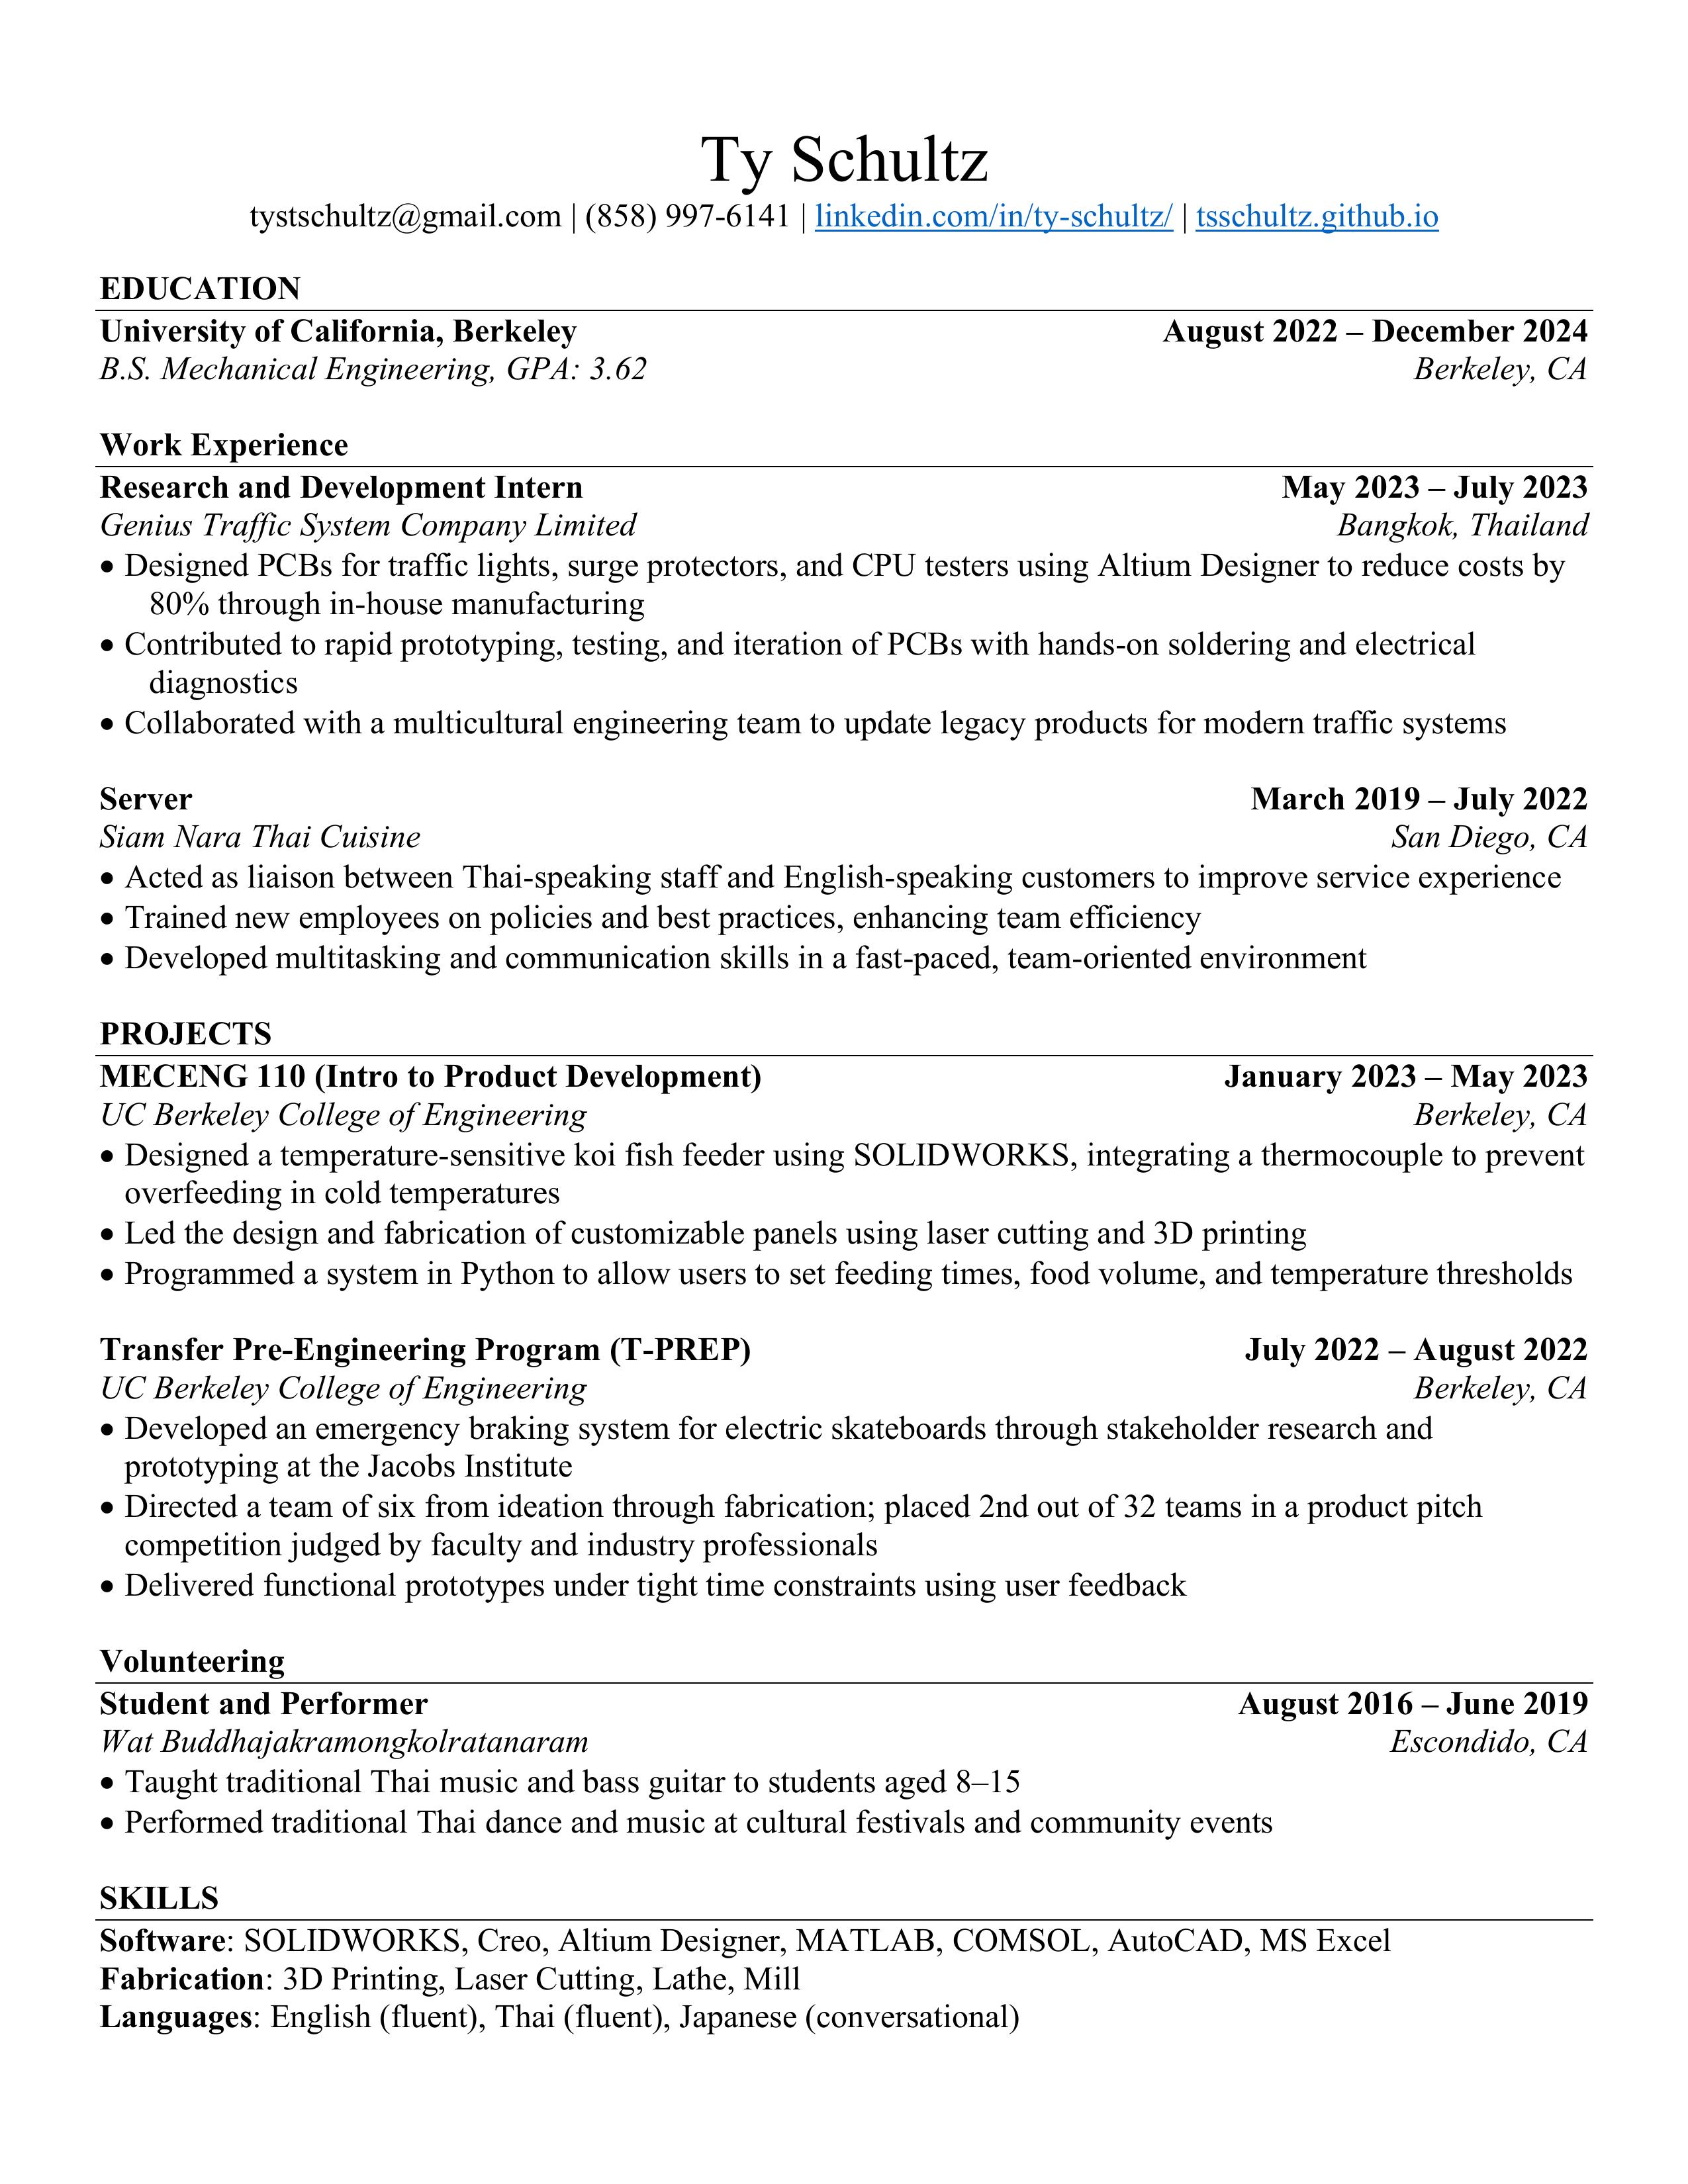 Ty Schultz
tystschultz@gmail.com | (858) 997-6141 | linkedin.com/in/ty-schultz/ | tsschultz.github.io
EDUCATION
University of California, Berkeley August 2022 – December 2024
B.S. Mechanical Engineering, GPA: 3.62 Berkeley, CA
Work Experience
Research and Development Intern May 2023 – July 2023
Genius Traffic System Company Limited Bangkok, Thailand
• Designed PCBs for traffic lights, surge protectors, and CPU testers using Altium Designer to reduce costs by
80% through in-house manufacturing
• Contributed to rapid prototyping, testing, and iteration of PCBs with hands-on soldering and electrical
diagnostics
• Collaborated with a multicultural engineering team to update legacy products for modern traffic systems
Server March 2019 – July 2022
Siam Nara Thai Cuisine San Diego, CA
• Acted as liaison between Thai-speaking staff and English-speaking customers to improve service experience
• Trained new employees on policies and best practices, enhancing team efficiency
• Developed multitasking and communication skills in a fast-paced, team-oriented environment
PROJECTS
MECENG 110 (Intro to Product Development) January 2023 – May 2023
UC Berkeley College of Engineering Berkeley, CA
• Designed a temperature-sensitive koi fish feeder using SOLIDWORKS, integrating a thermocouple to prevent
overfeeding in cold temperatures
• Led the design and fabrication of customizable panels using laser cutting and 3D printing
• Programmed a system in Python to allow users to set feeding times, food volume, and temperature thresholds
Transfer Pre-Engineering Program (T-PREP) July 2022 – August 2022
UC Berkeley College of Engineering Berkeley, CA
• Developed an emergency braking system for electric skateboards through stakeholder research and
prototyping at the Jacobs Institute
• Directed a team of six from ideation through fabrication; placed 2nd out of 32 teams in a product pitch
competition judged by faculty and industry professionals
• Delivered functional prototypes under tight time constraints using user feedback
Volunteering
Student and Performer August 2016 – June 2019
Wat Buddhajakramongkolratanaram Escondido, CA
• Taught traditional Thai music and bass guitar to students aged 8–15
• Performed traditional Thai dance and music at cultural festivals and community events
SKILLS
Software: SOLIDWORKS, Creo, Altium Designer, MATLAB, COMSOL, AutoCAD, MS Excel
Fabrication: 3D Printing, Laser Cutting, Lathe, Mill
Languages: English (fluent), Thai (fluent), Japanese (conversational)